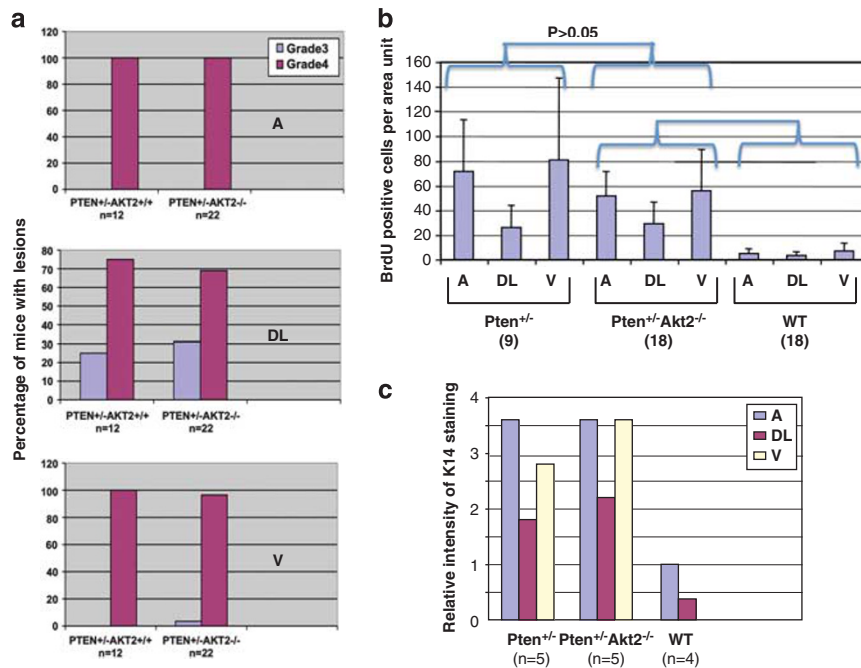 a
Percentage of mice with lesions
120
100
80
60
40
20
0
Grade3
Grade4
A
PTEN+/-AKT2+/+ PTEN+/-AKT2-/-
n=12 n=22
80
70
60
50
40
30
20
10
0
DL
PTEN+/-AKT2+/+ PTEN+/-AKT2-/-
n=12 n=22
120
100
80
60
40
20
0
V
PTEN+/-AKT2+/+ PTEN+/-AKT2-/-
n=12 n=22
b
P>0.05
BrdU positive cells per area unit
160
140
120
100
80
60
40
20
0
A DL V A DL V A DL V
Pten+/- Pten+/-Akt2-/- WT
(9) (18) (18)
c
Relative intensity of K14 staining
4
3
2
1
0
A
DL
V
Pten+/- Pten+/-Akt2-/- WT
(n=5) (n=5) (n=4)